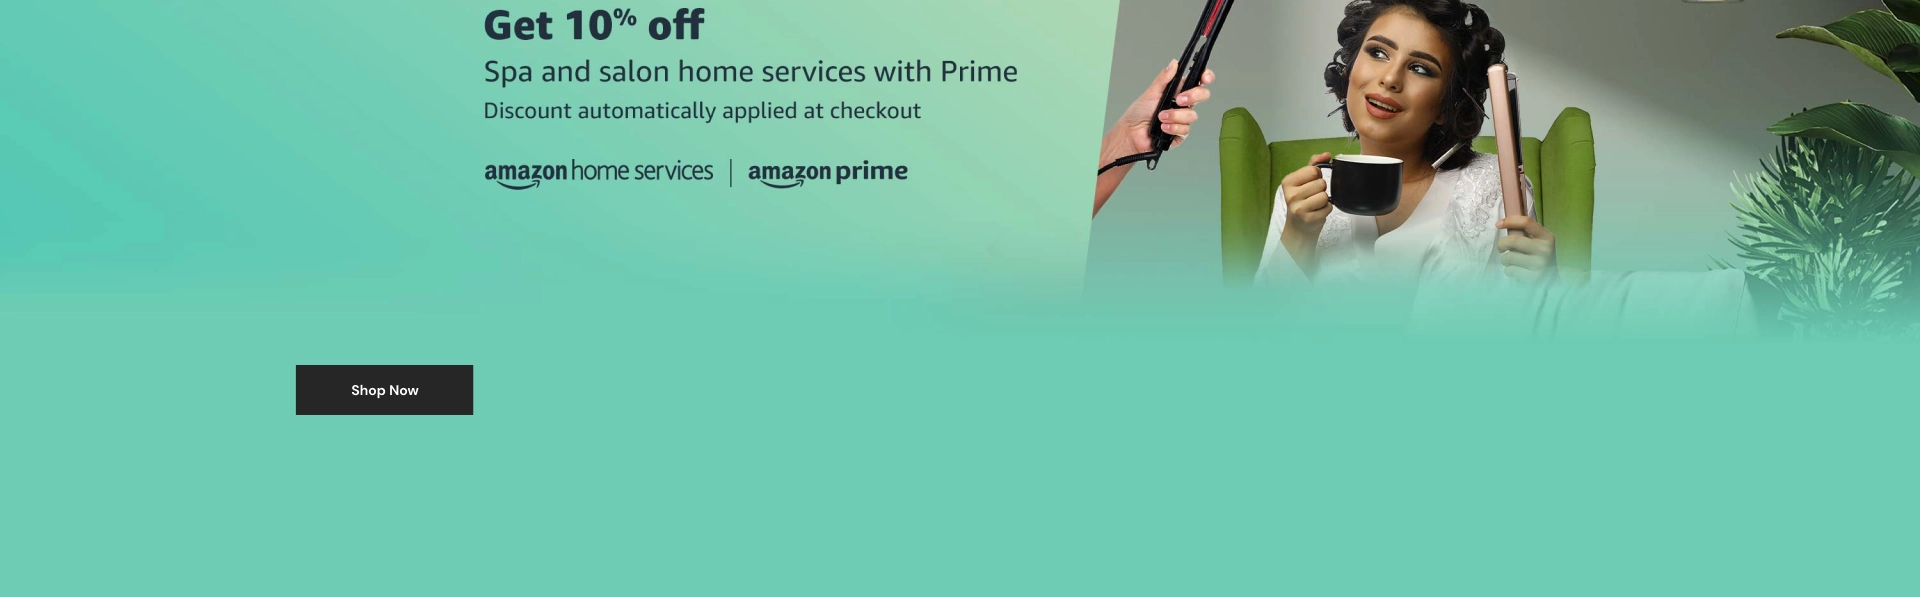 Get 10% off
Spa and salon home services with Prime
Discount automatically applied at checkout
amazon home services | amazon prime
Shop Now